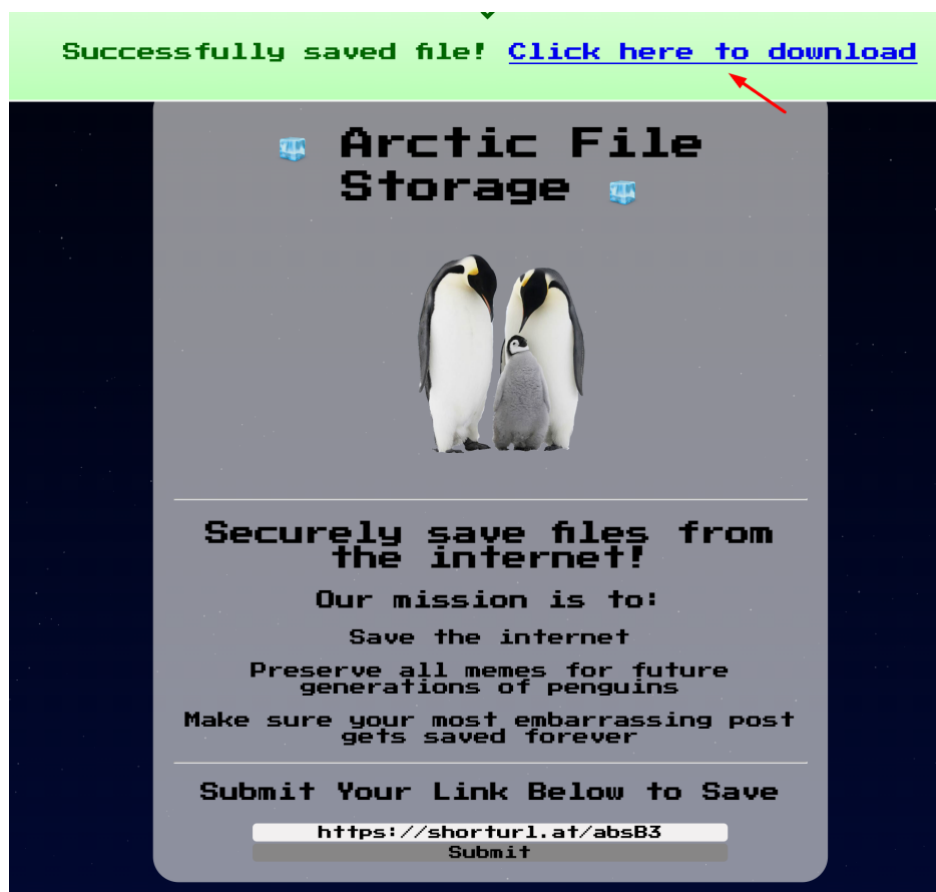 Successfully saved file! Click here to download
Arctic File
Storage
Securely save files from
the internet!
Our mission is to:
Save the internet
Preserve all memes for future
generations of penguins
Make sure your most embarrassing post
gets saved forever
Submit Your Link Below to Save
https://shorturl.at/absB3
Submit